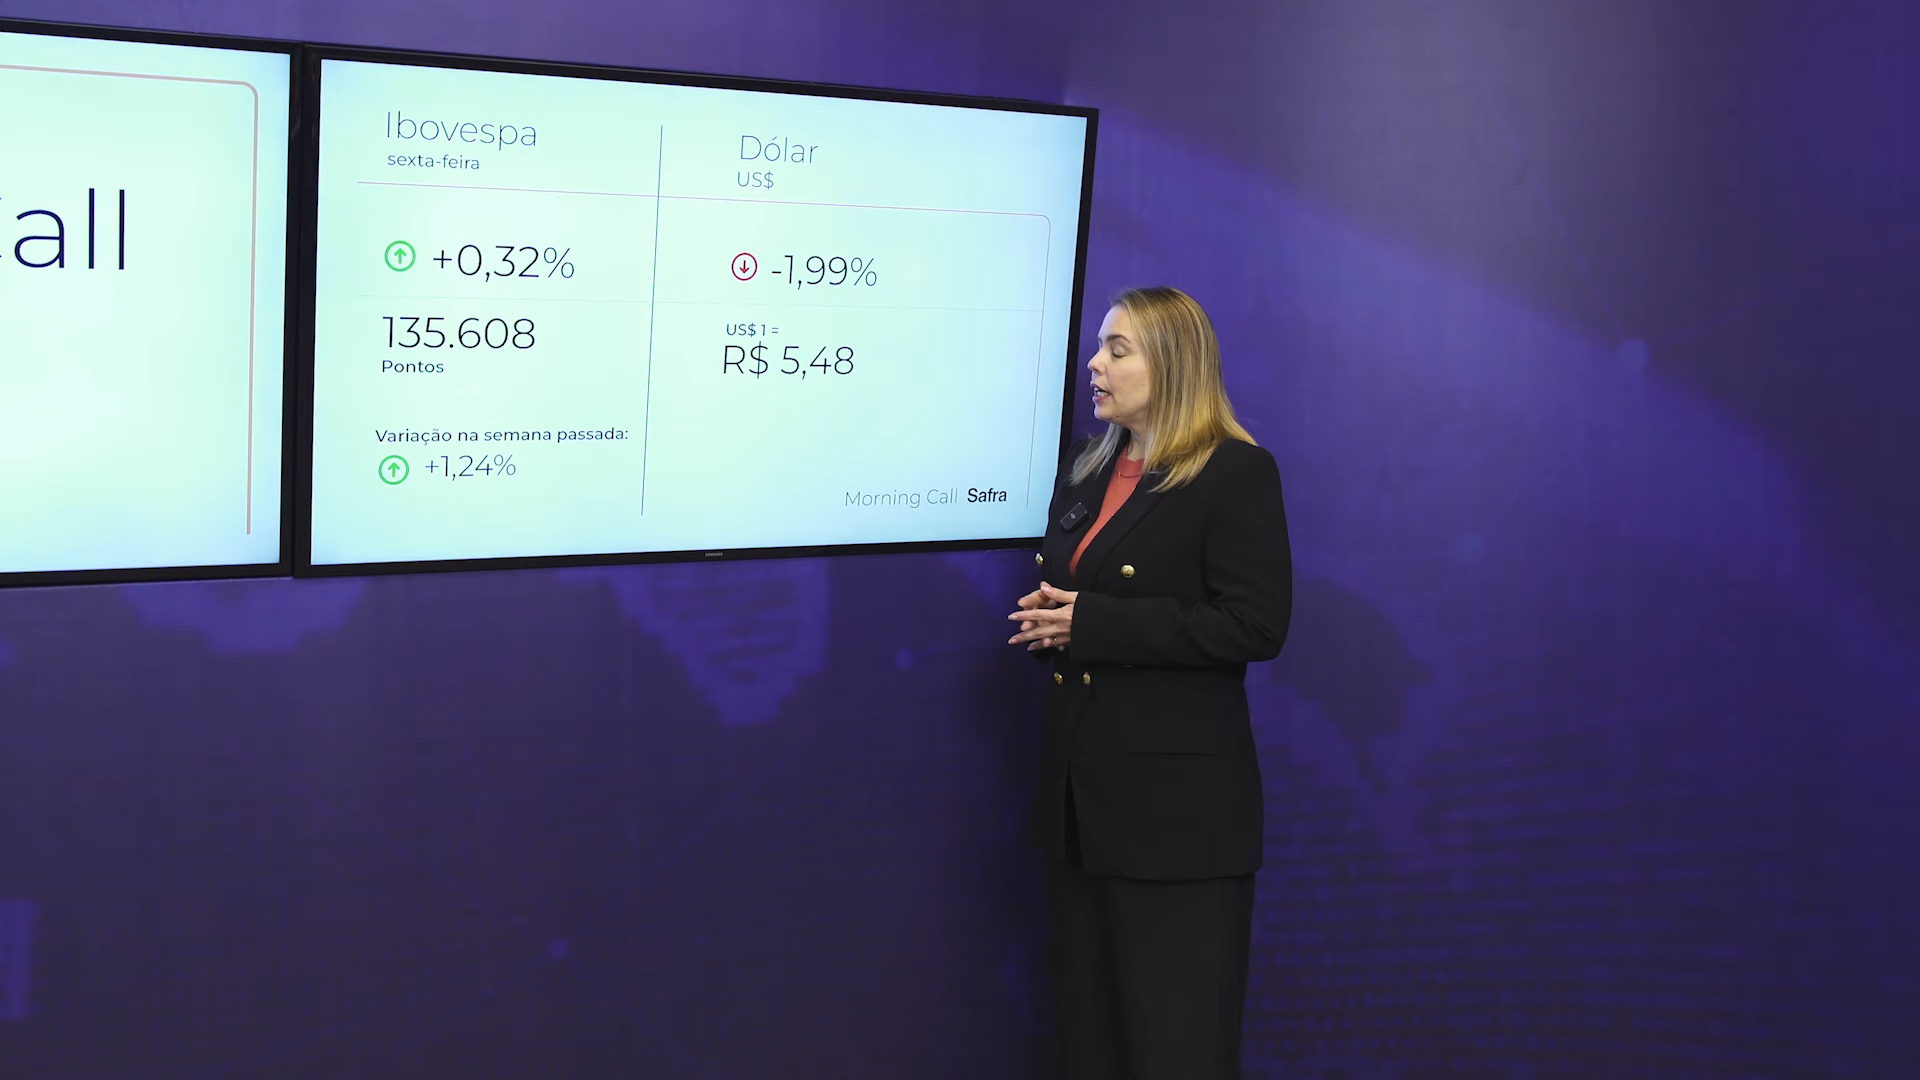 all
Ibovespa
sexta-feira
+0,32%
135.608
Pontos
Variação na semana passada:
+1,24%
Dólar
US$
-1,99%
US$ 1 =
R$ 5,48
Morning Call Safra
SAMSUNG